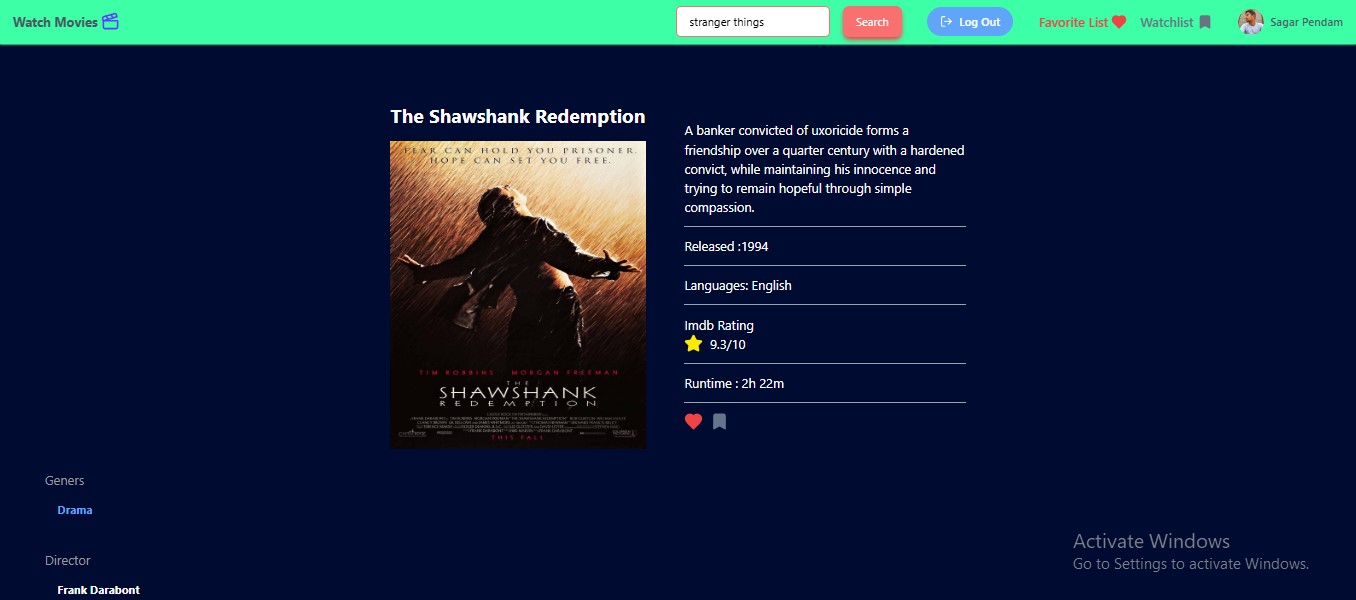 Watch Movies
stranger things
Search
Log Out
Favorite List
Watchlist
Sagar Pendam
The Shawshank Redemption
FEAR CAN HOLD YOU PRISONER.
HOPE CAN SET YOU FREE.
TIM ROBBINS MORGAN FREEMAN
THE
SHAWSHANK
REDEMPTION
THIS FALL
A banker convicted of uxoricide forms a
friendship over a quarter century with a hardened
convict, while maintaining his innocence and
trying to remain hopeful through simple
compassion.
Released :1994
Languages: English
Imdb Rating
9.3/10
Runtime : 2h 22m
Geners
Drama
Director
Frank Darabont
Activate Windows
Go to Settings to activate Windows.